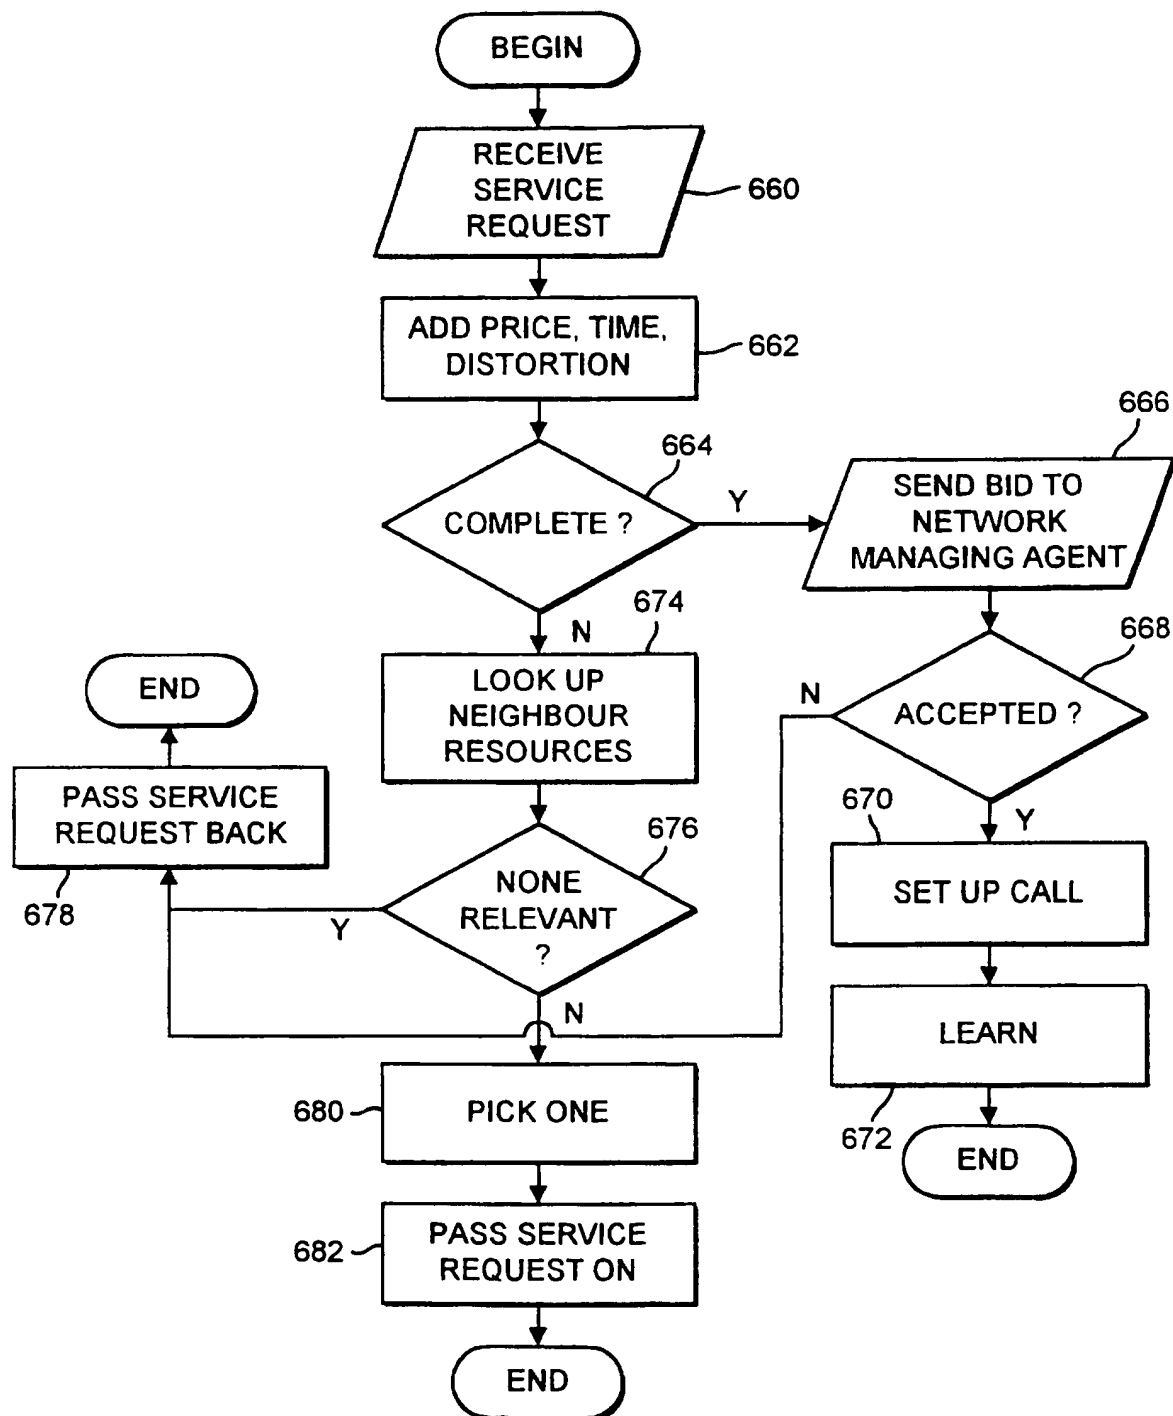 BEGIN
RECEIVE
SERVICE
REQUEST
660
ADD PRICE, TIME,
DISTORTION
662
COMPLETE ?
664
Y
N
SEND BID TO
NETWORK
MANAGING AGENT
666
ACCEPTED ?
668
N
Y
SET UP CALL
670
LEARN
672
END
LOOK UP
NEIGHBOUR
RESOURCES
674
NONE
RELEVANT
?
676
Y
N
PASS SERVICE
REQUEST BACK
678
END
PICK ONE
680
PASS SERVICE
REQUEST ON
682
END